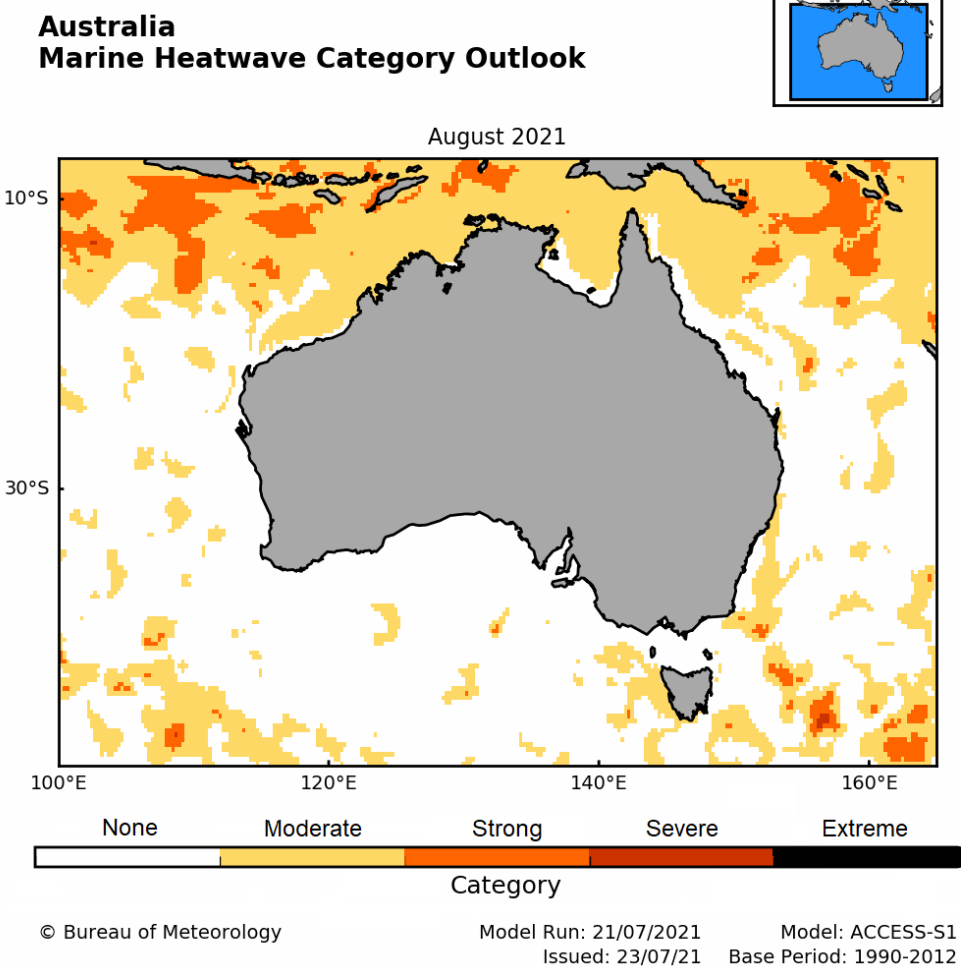 Australia
Marine Heatwave Category Outlook
August 2021
10°S
30°S
100°E 120°E 140°E 160°E
None Moderate Strong Severe Extreme
Category
© Bureau of Meteorology Model Run: 21/07/2021 Model: ACCESS-S1
Issued: 23/07/21 Base Period: 1990-2012